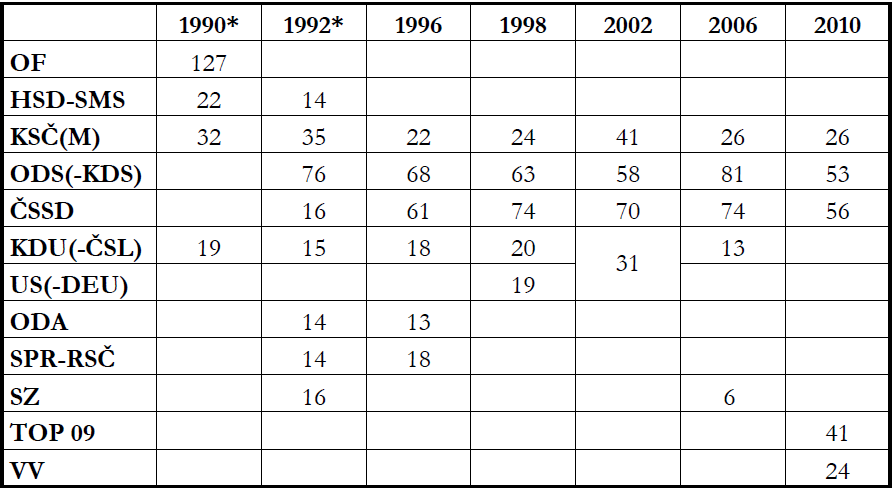 1990* 1992* 1996 1998 2002 2006 2010
OF 127
HSD-SMS 22 14
KSČ(M) 32 35 22 24 41 26 26
ODS(-KDS) 76 68 63 58 81 53
ČSSD 16 61 74 70 74 56
KDU(-ČSL) 19 15 18 20 31 13
US(-DEU) 19
ODA 14 13
SPR-RSČ 14 18
SZ 16 6
TOP 09 41
VV 24